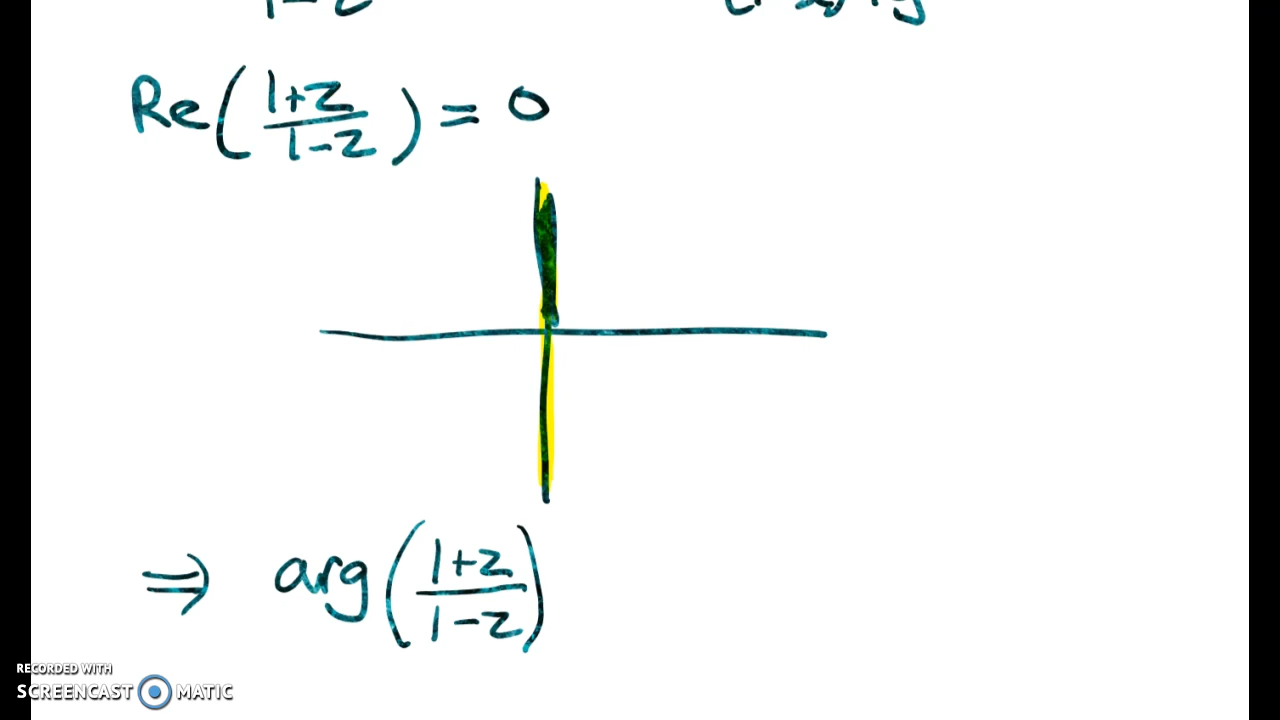 Re(1+z/1-z) = 0
⇒ arg(1+z/1-z)
RECORDED WITH
SCREENCAST MATIC